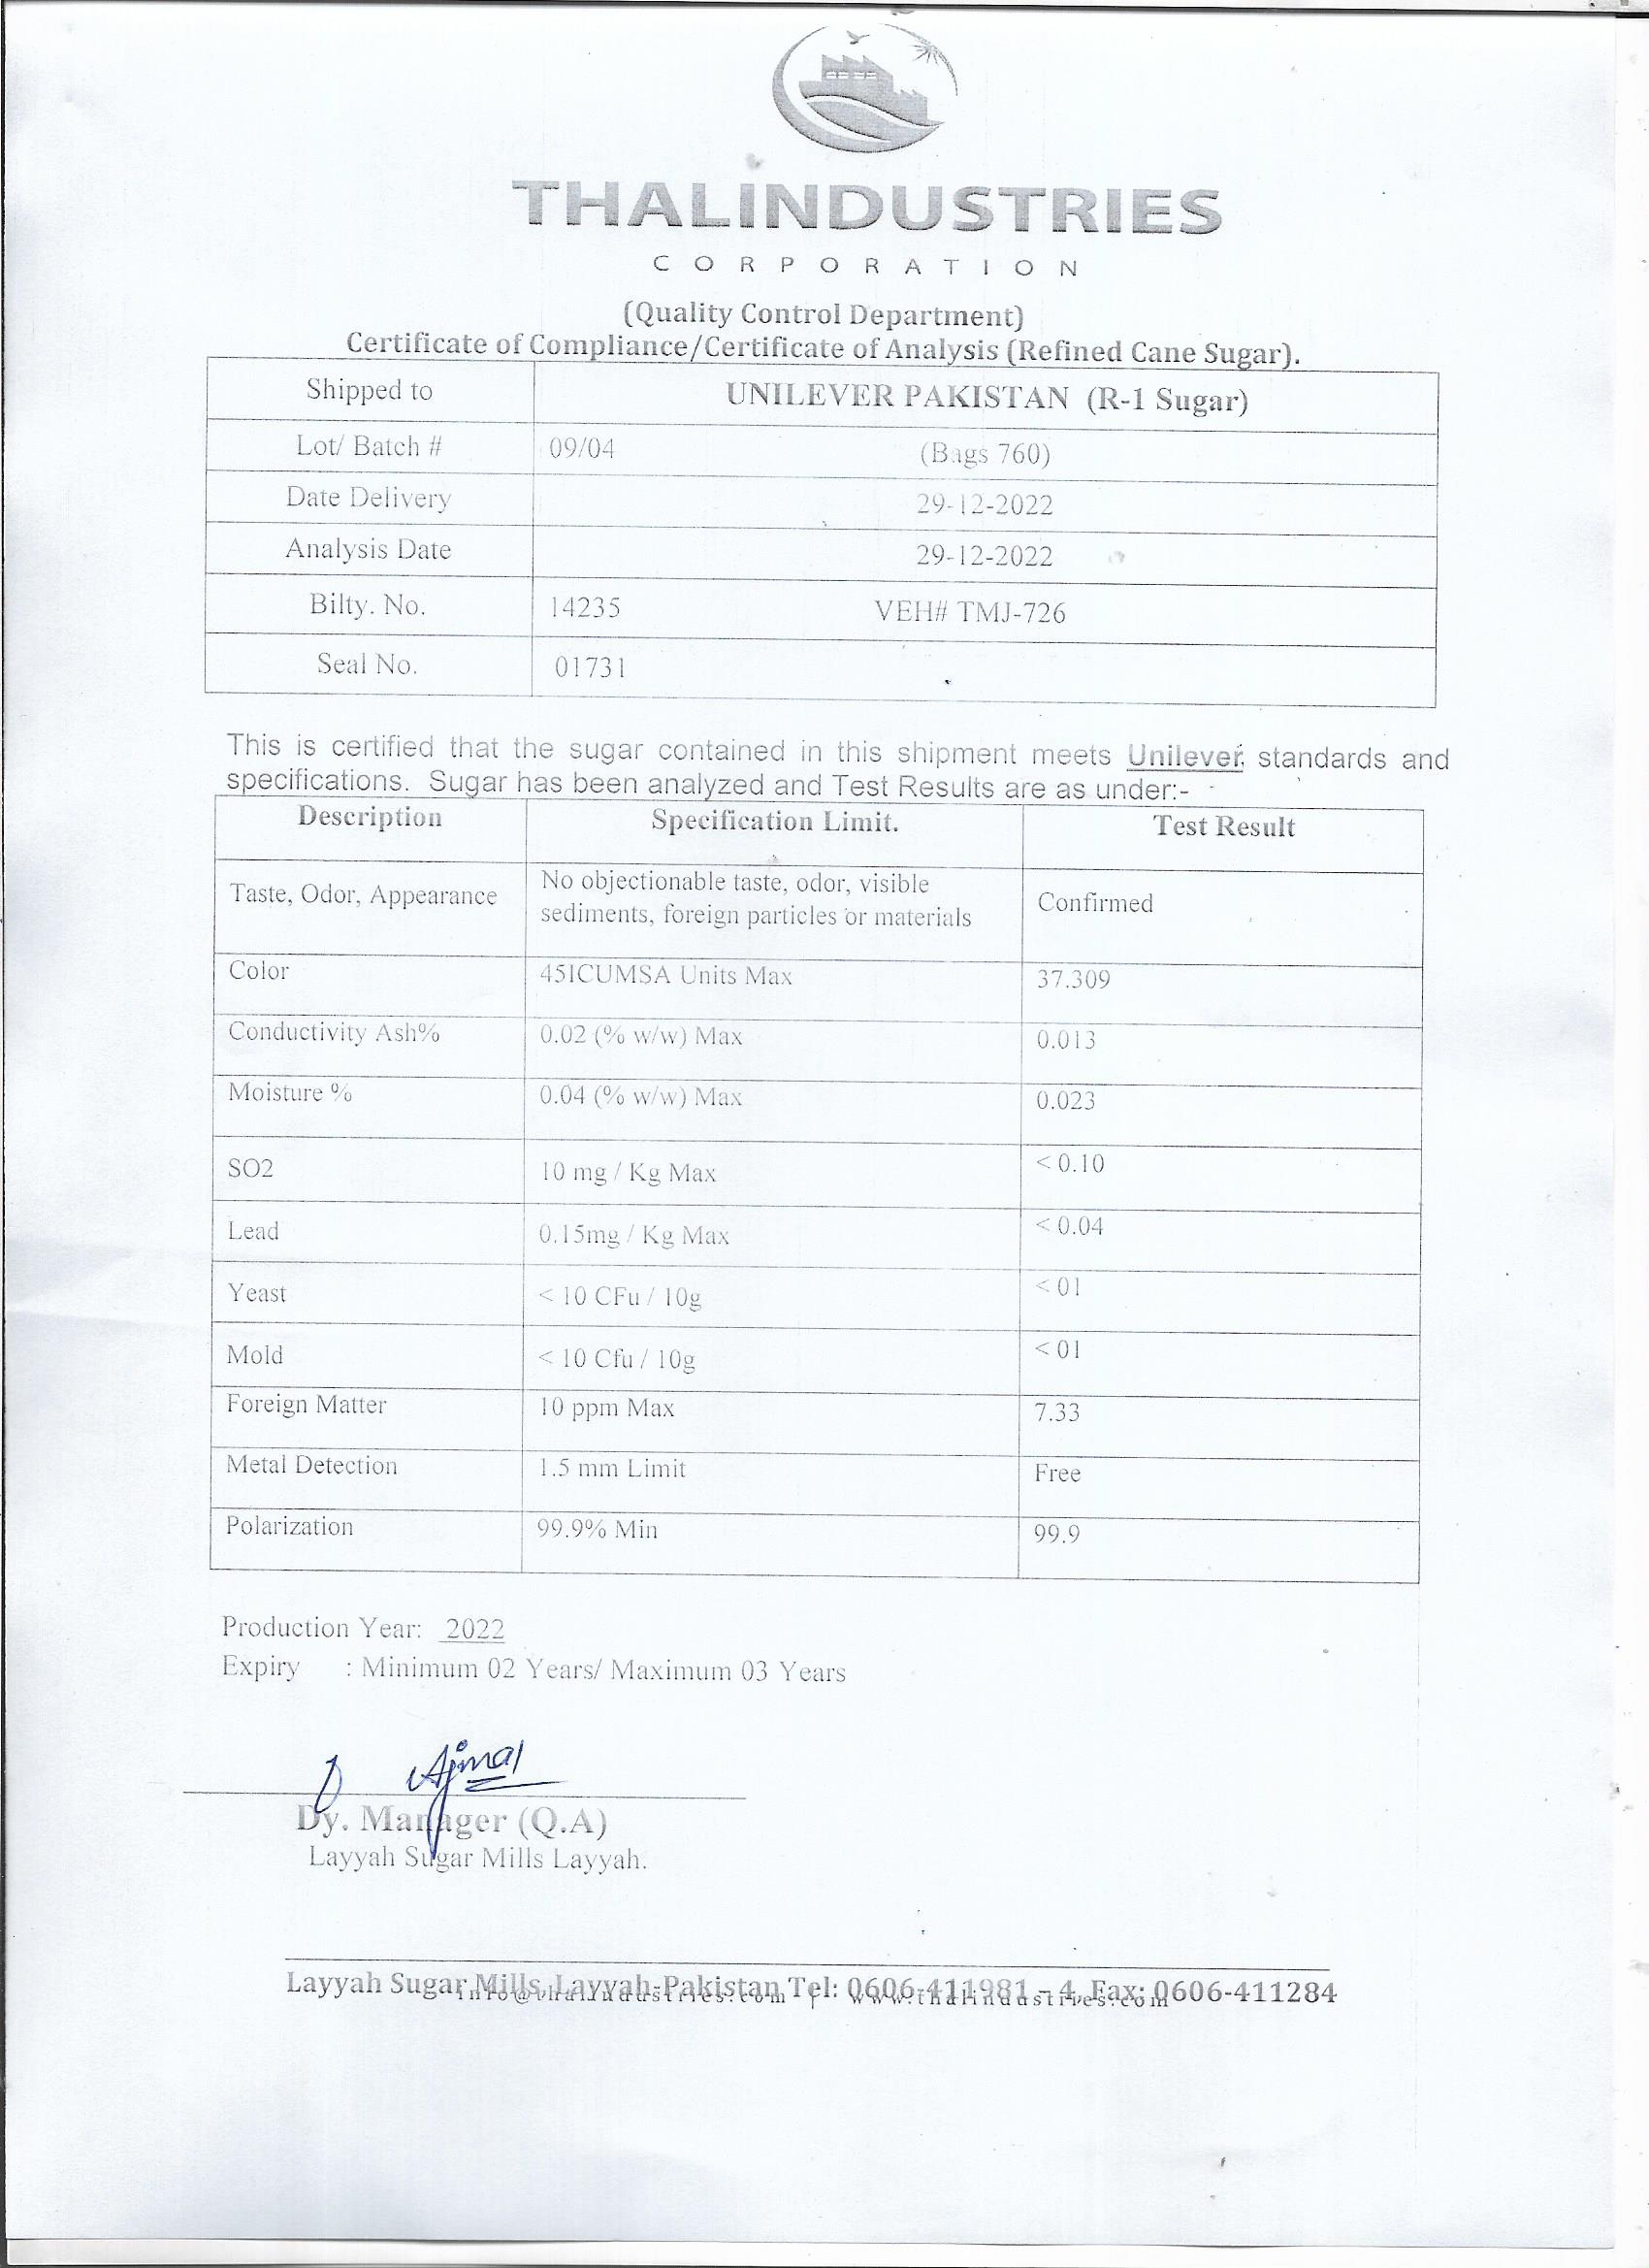 THALINDUSTRIES
CORPORATION
(Quality Control Department)
Certificate of Compliance/Certificate of Analysis (Refined Cane Sugar).
Shipped to UNILEVER PAKISTAN (R-1 Sugar)
Lot/ Batch # 09/04 (Bags 760)
Date Delivery 29-12-2022
Analysis Date 29-12-2022
Bilty. No. 14235 VEH# TMJ-726
Seal No. 01731
This is certified that the sugar contained in this shipment meets Unilever standards and
specifications. Sugar has been analyzed and Test Results are as under:-
Description Specification Limit. Test Result
Taste, Odor, Appearance No objectionable taste, odor, visible
sediments, foreign particles or materials Confirmed
Color 45ICUMSA Units Max 37.309
Conductivity Ash% 0.02 (% w/w) Max 0.013
Moisture % 0.04 (% w/w) Max 0.023
SO2 10 mg / Kg Max < 0.10
Lead 0.15mg / Kg Max < 0.04
Yeast < 10 CFu / 10g < 01
Mold < 10 Cfu / 10g < 01
Foreign Matter 10 ppm Max 7.33
Metal Detection 1.5 mm Limit Free
Polarization 99.9% Min 99.9
Production Year: 2022
Expiry : Minimum 02 Years/ Maximum 03 Years
Ajmal
Dy. Manager (Q.A)
Layyah Sugar Mills Layyah.
Layyah Sugar Mills, Layyah-Pakistan Tel: 0606-411981 – 4, Fax: 0606-411284
info@thalindustries.com | www.thalindustries.com